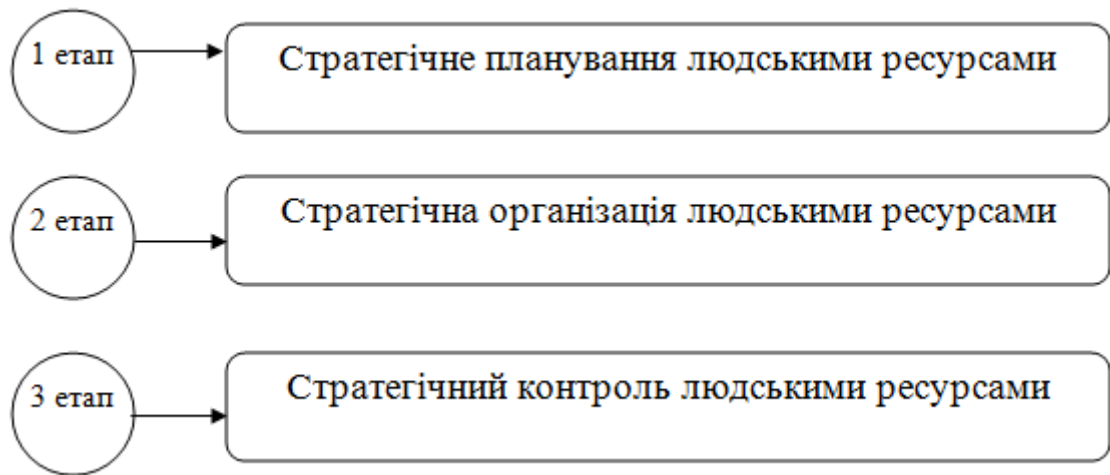 1 етап
Стратегічне планування людськими ресурсами
2 етап
Стратегічна організація людськими ресурсами
3 етап
Стратегічний контроль людськими ресурсами